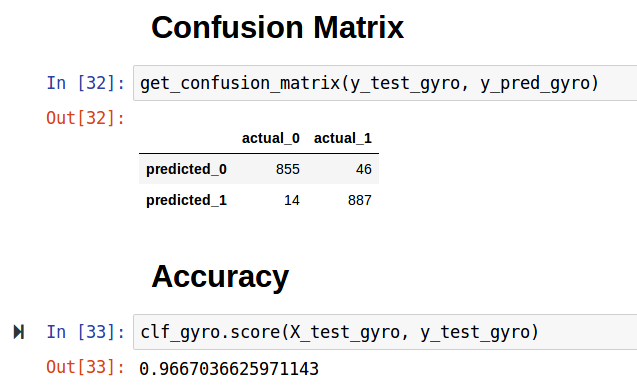 Confusion Matrix
In [32]: get_confusion_matrix(y_test_gyro, y_pred_gyro)
Out[32]:
actual_0 actual_1
predicted_0 855 46
predicted_1 14 887
Accuracy
In [33]: clf_gyro.score(X_test_gyro, y_test_gyro)
Out[33]: 0.9667036625971143